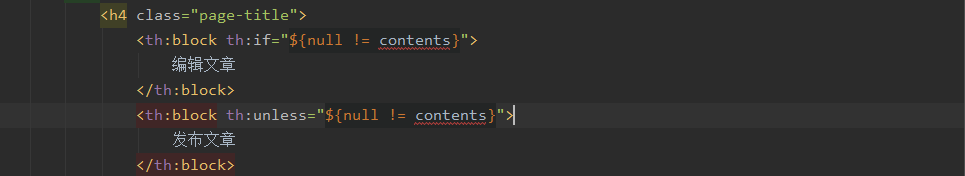 <h4 class="page-title">
<th:block th:if="${null != contents}">
编辑文章
</th:block>
<th:block th:unless="${null != contents}">
发布文章
</th:block>